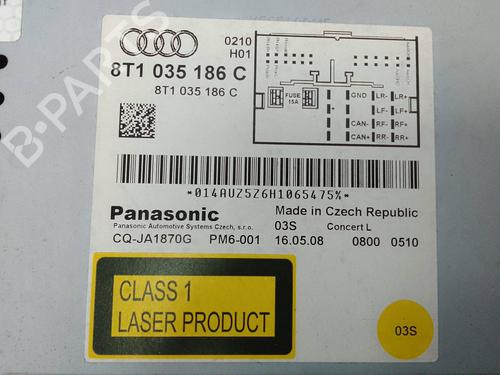 0210
H01
8T1 035 186 C
8T1 035 186 C
FUSE
15A
GND
LR- LR+
+
LF- LF+
CAN- RF- RF+
CAN+ RR- RR+
*014AUZ5Z6H1065475%*
Panasonic
Made in Czech Republic
Panasonic Automotive Systems Czech, s.r.o.
03S Concert L
CQ-JA1870G PM6-001 16.05.08 0800 0510
CLASS 1
LASER PRODUCT
03S
B-PARTS